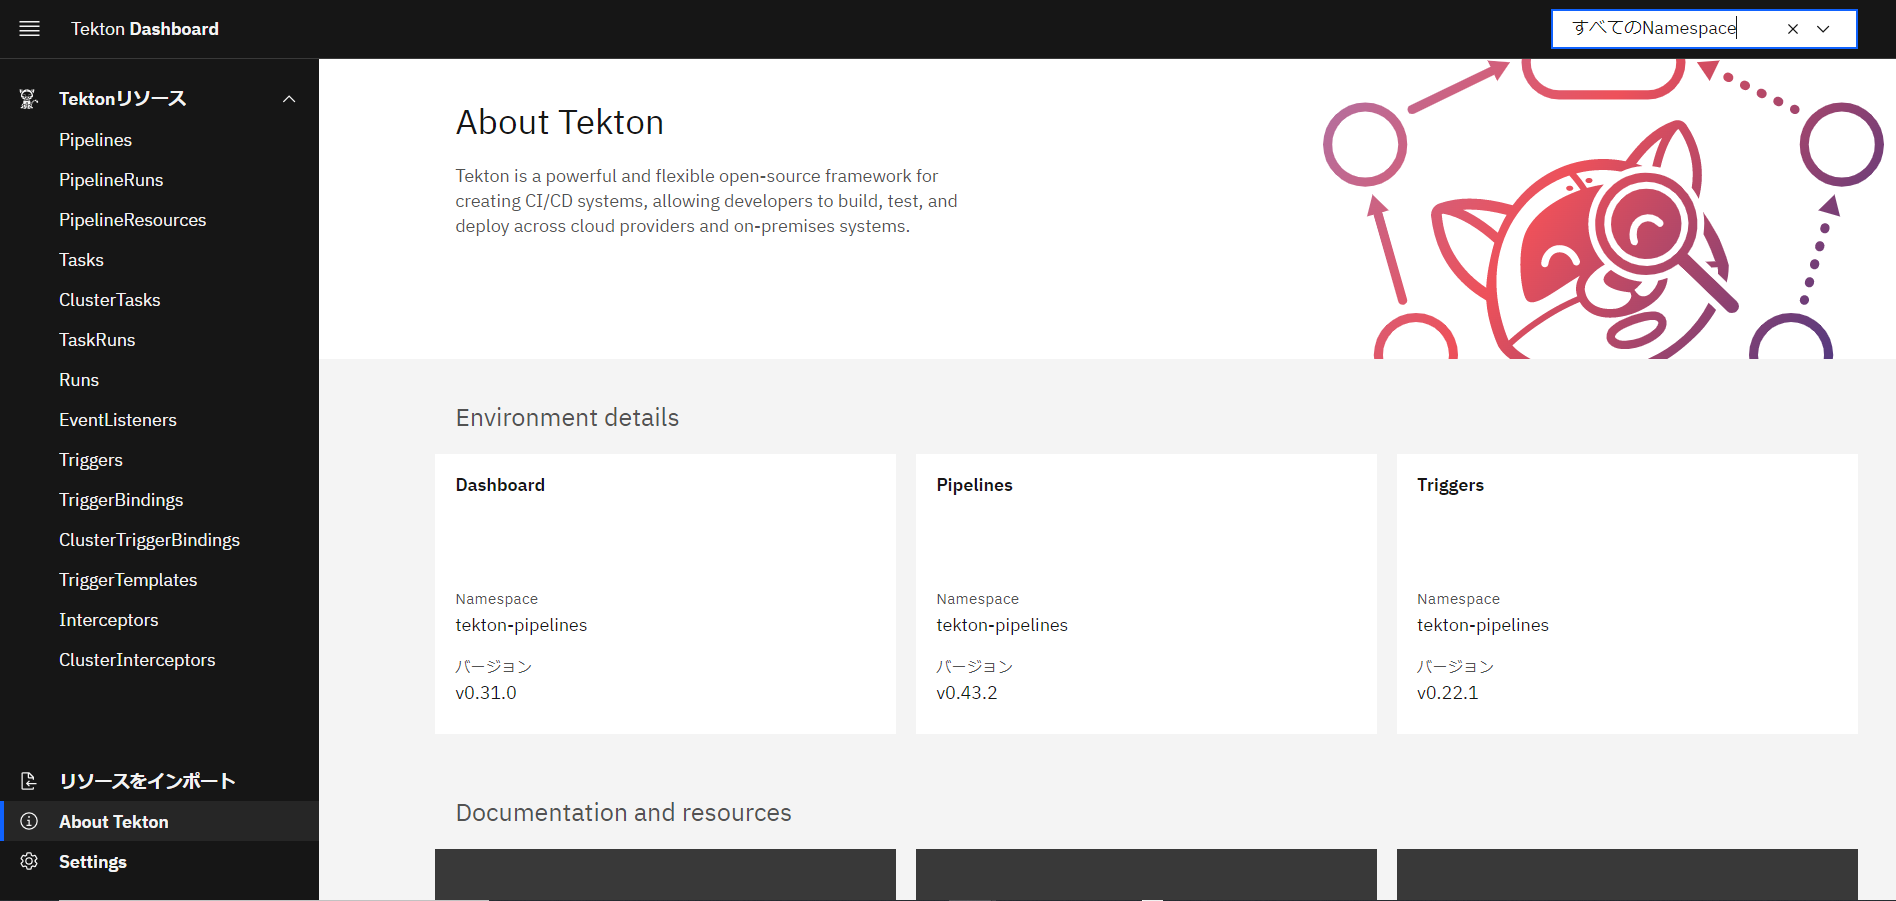 Tekton Dashboard
すべてのNamespace
Tektonリソース
Pipelines
PipelineRuns
PipelineResources
Tasks
ClusterTasks
TaskRuns
Runs
EventListeners
Triggers
TriggerBindings
ClusterTriggerBindings
TriggerTemplates
Interceptors
ClusterInterceptors
リソースをインポート
About Tekton
Settings
About Tekton
Tekton is a powerful and flexible open-source framework for
creating CI/CD systems, allowing developers to build, test, and
deploy across cloud providers and on-premises systems.
Environment details
Dashboard
Namespace
tekton-pipelines
バージョン
v0.31.0
Pipelines
Namespace
tekton-pipelines
バージョン
v0.43.2
Triggers
Namespace
tekton-pipelines
バージョン
v0.22.1
Documentation and resources